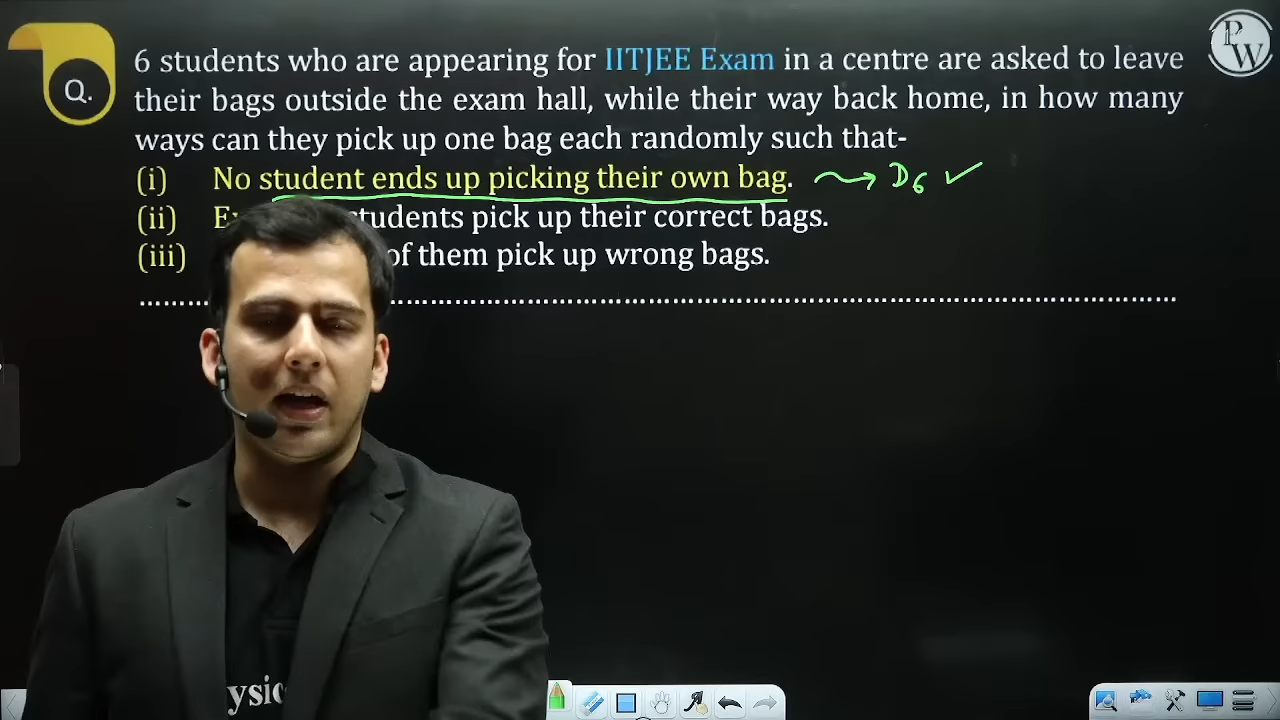 Q.
6 students who are appearing for IITJEE Exam in a centre are asked to leave
their bags outside the exam hall, while their way back home, in how many
ways can they pick up one bag each randomly such that-
(i) No student ends up picking their own bag. → D6 ✓
(ii) students pick up their correct bags.
(iii) of them pick up wrong bags.
PW